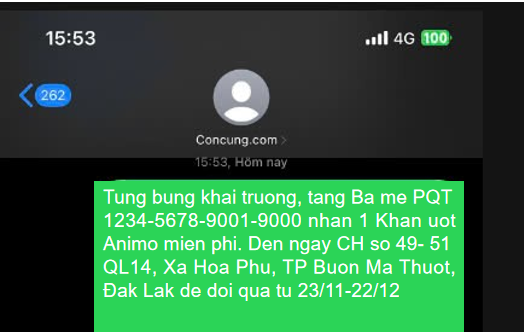 15:53
4G 100
262
Concung.com
15:53, Hôm nay
Tung bung khai truong, tang Ba me PQT
1234-5678-9001-9000 nhan 1 Khan uot
Animo mien phi. Den ngay CH so 49- 51
QL14, Xa Hoa Phu, TP Buon Ma Thuot,
Đak Lak de doi qua tu 23/11-22/12